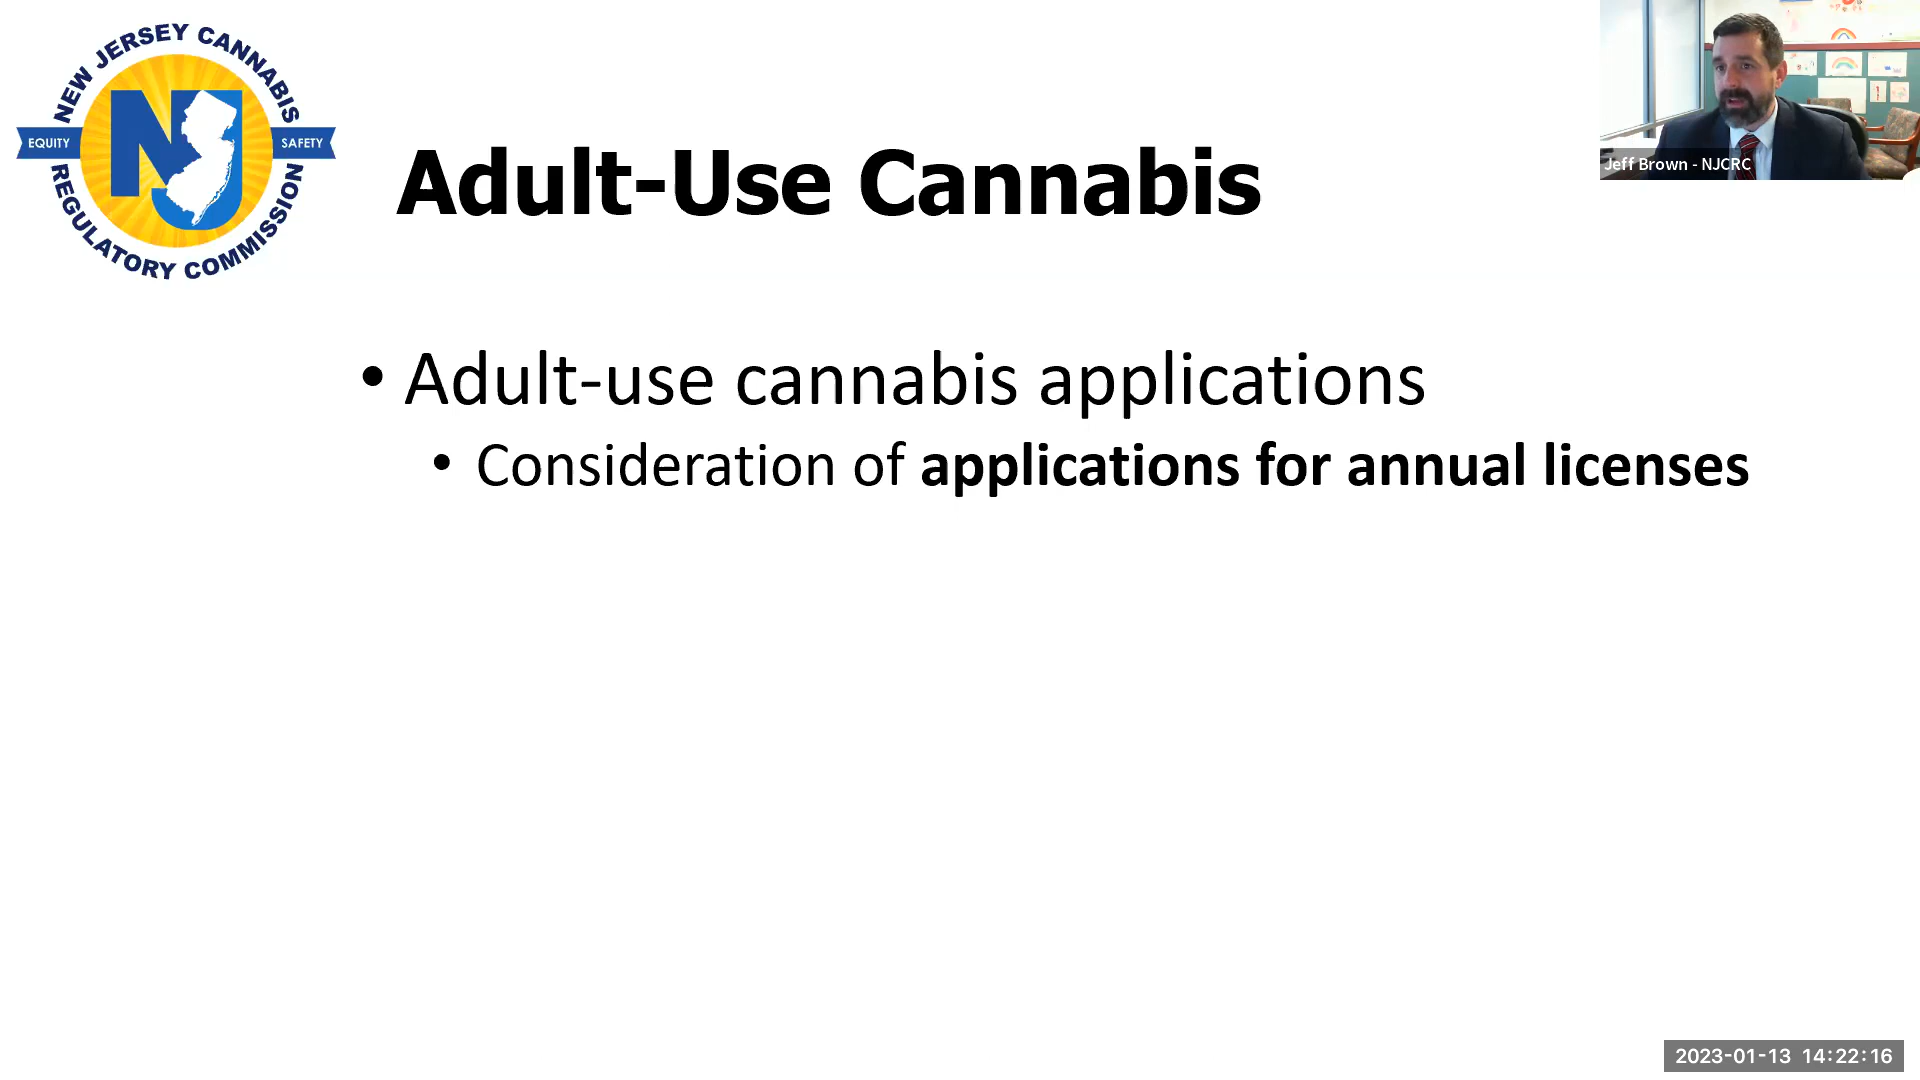 NEW JERSEY CANNABIS
EQUITY
NJ
SAFETY
REGULATORY COMMISSION
Adult-Use Cannabis
Jeff Brown - NJCRC
• Adult-use cannabis applications
• Consideration of applications for annual licenses
2023-01-13 14:22:16